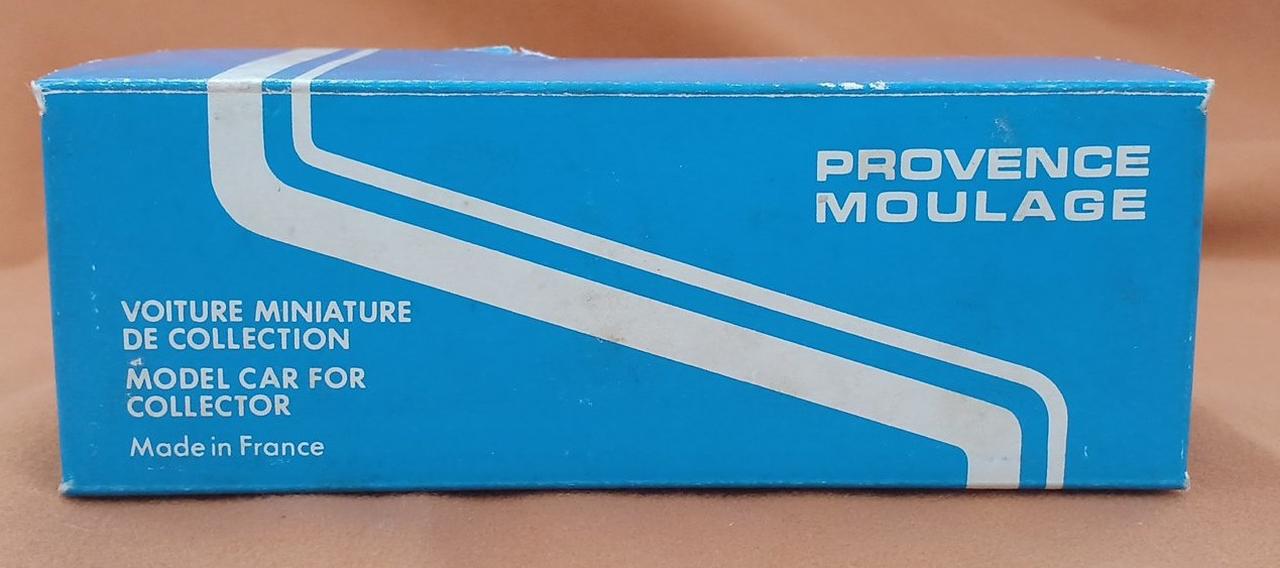 PROVENCE
MOULAGE
VOITURE MINIATURE
DE COLLECTION
MODEL CAR FOR
COLLECTOR
Made in France